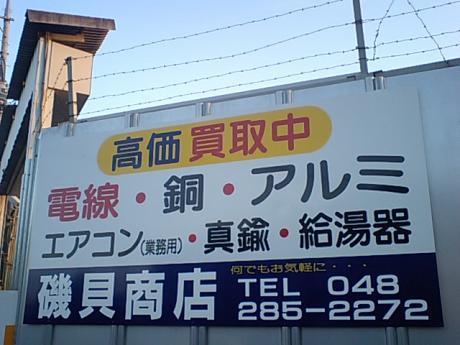 高価買取中
電線・銅・アルミ
エアコン(業務用)・真鍮・給湯器
何でもお気軽に・・・
磯貝商店 TEL 048
285-2272